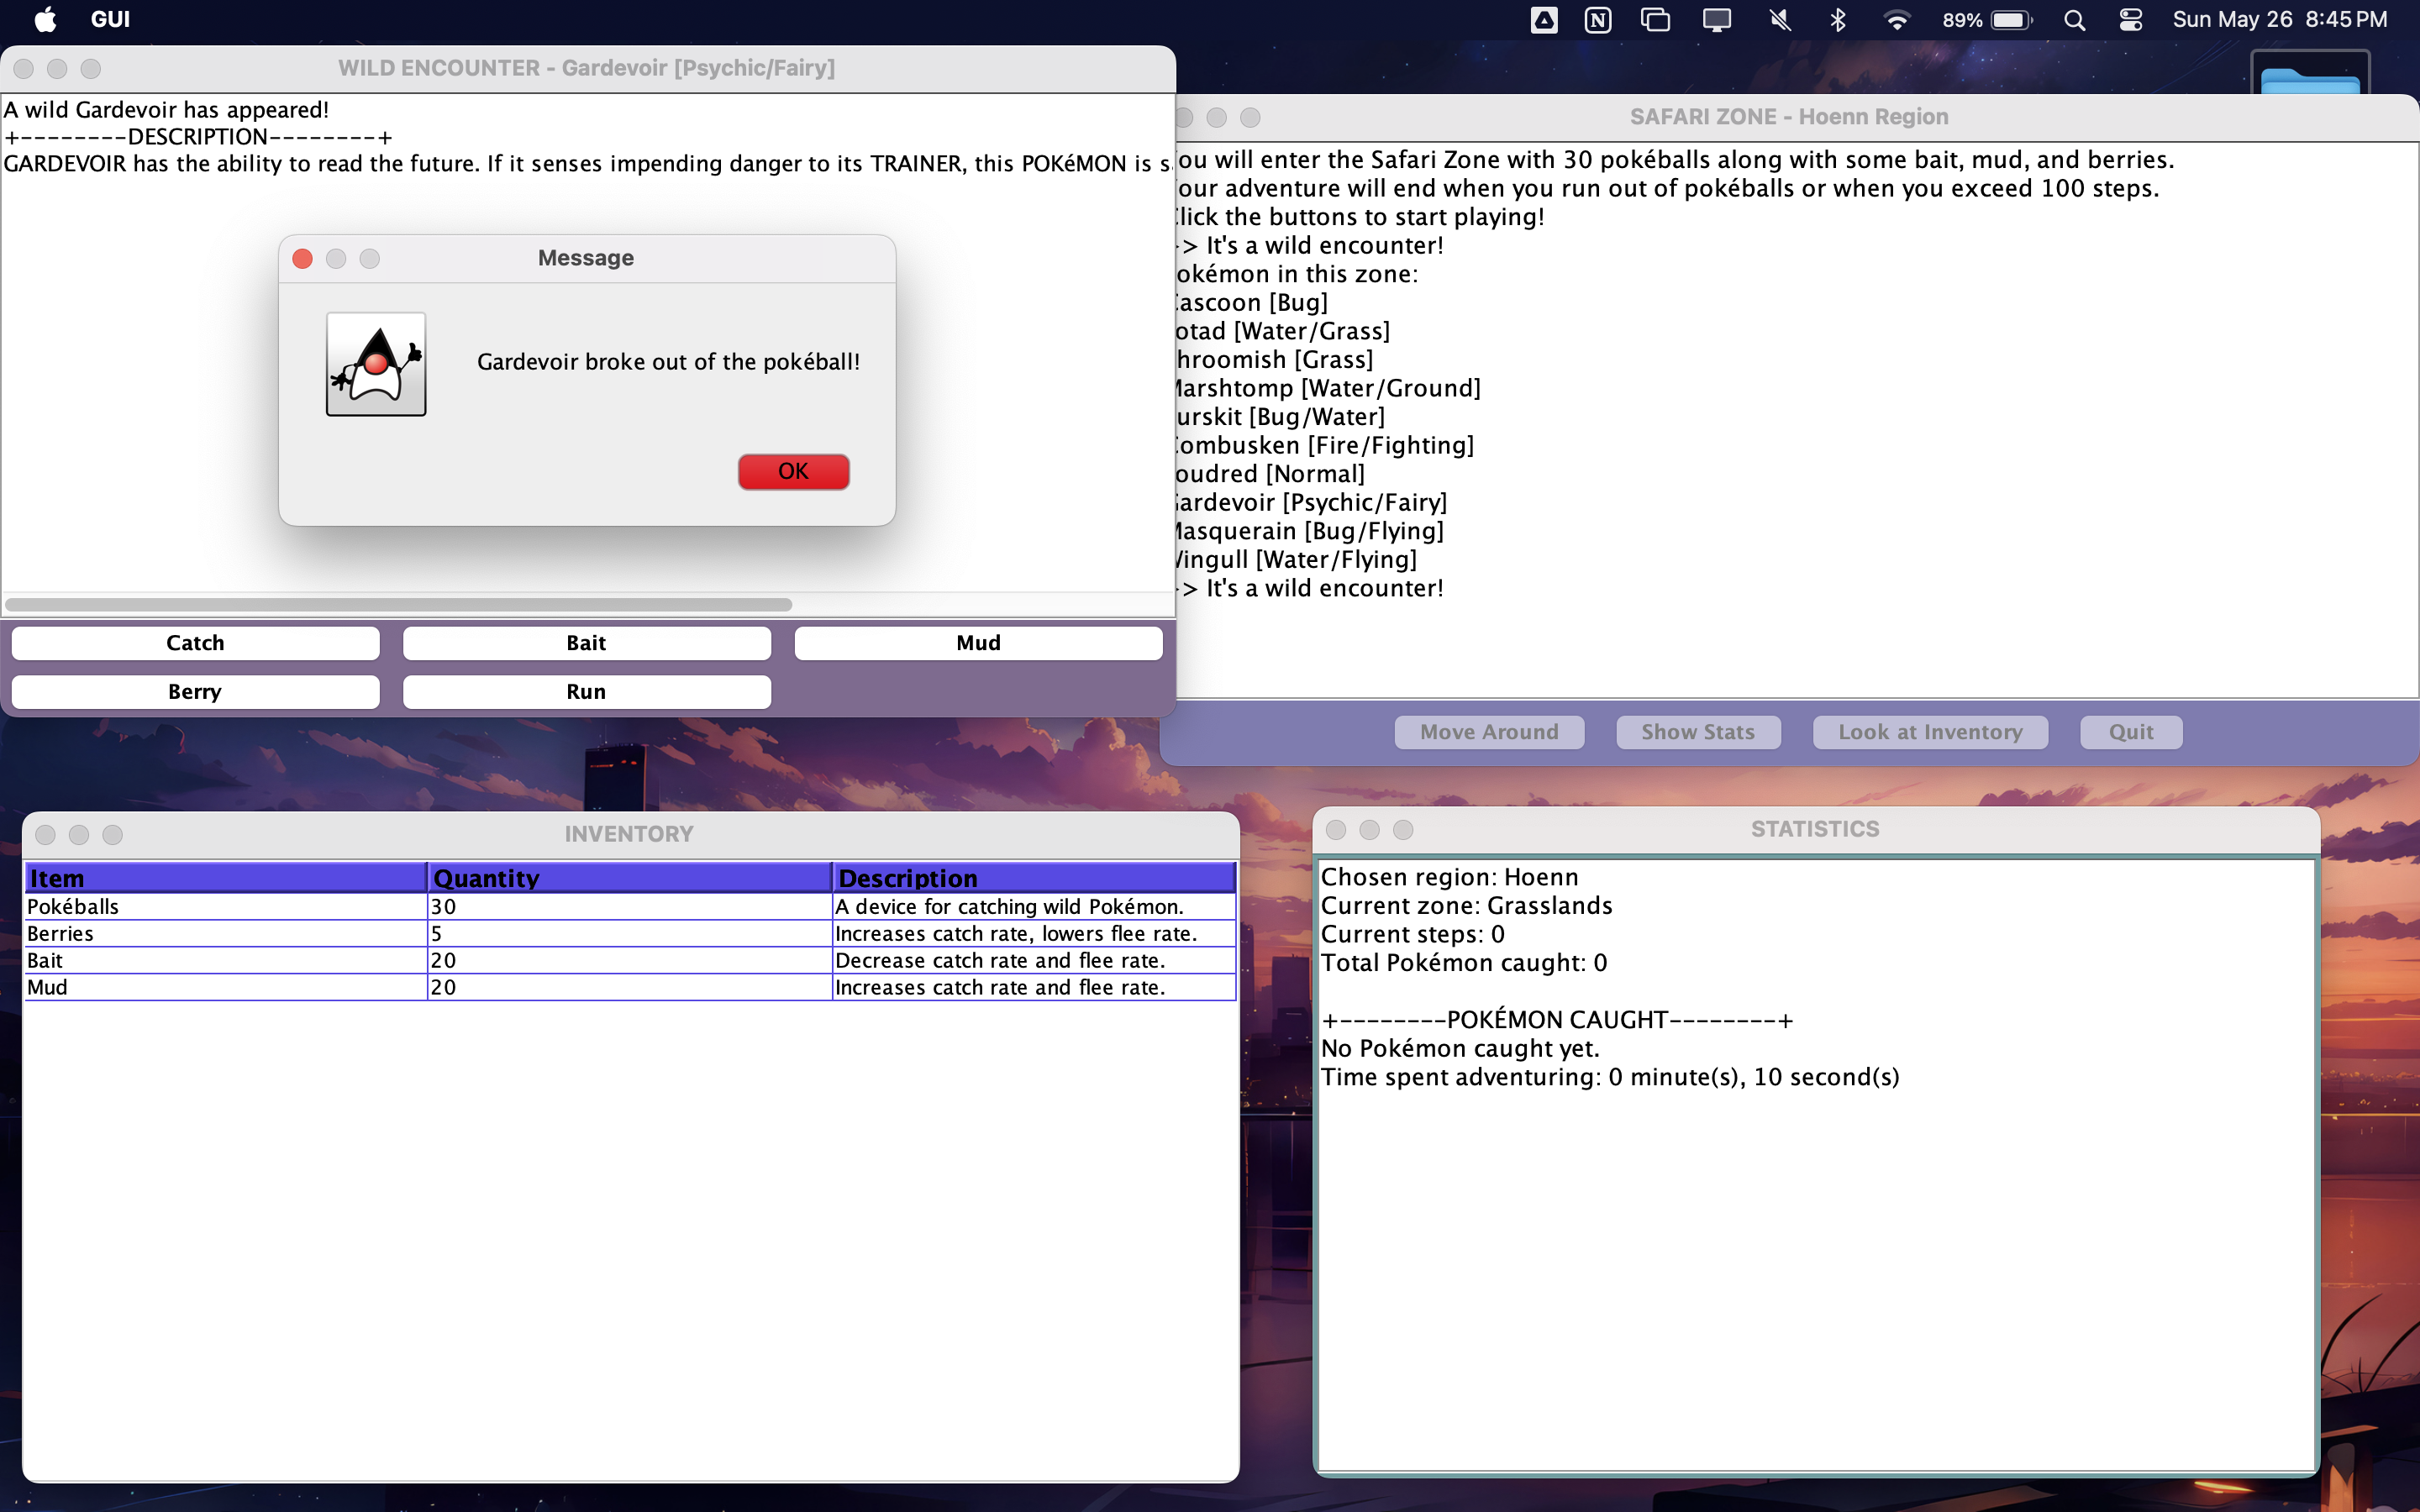 GUI
89%
Sun May 26 8:45 PM
WILD ENCOUNTER - Gardevoir [Psychic/Fairy]
A wild Gardevoir has appeared!
+--------DESCRIPTION--------+
GARDEVOIR has the ability to read the future. If it senses impending danger to its TRAINER, this POKéMON is s
Message
Gardevoir broke out of the pokéball!
OK
Catch
Bait
Mud
Berry
Run
SAFARI ZONE - Hoenn Region
ou will enter the Safari Zone with 30 pokéballs along with some bait, mud, and berries.
our adventure will end when you run out of pokéballs or when you exceed 100 steps.
lick the buttons to start playing!
> It's a wild encounter!
okémon in this zone:
ascoon [Bug]
otad [Water/Grass]
hroomish [Grass]
arshtomp [Water/Ground]
urskit [Bug/Water]
ombusken [Fire/Fighting]
oudred [Normal]
ardevoir [Psychic/Fairy]
asquerain [Bug/Flying]
ingull [Water/Flying]
> It's a wild encounter!
Move Around
Show Stats
Look at Inventory
Quit
INVENTORY
Item Quantity Description
Pokéballs 30 A device for catching wild Pokémon.
Berries 5 Increases catch rate, lowers flee rate.
Bait 20 Decrease catch rate and flee rate.
Mud 20 Increases catch rate and flee rate.
STATISTICS
Chosen region: Hoenn
Current zone: Grasslands
Current steps: 0
Total Pokémon caught: 0
+--------POKÉMON CAUGHT--------+
No Pokémon caught yet.
Time spent adventuring: 0 minute(s), 10 second(s)